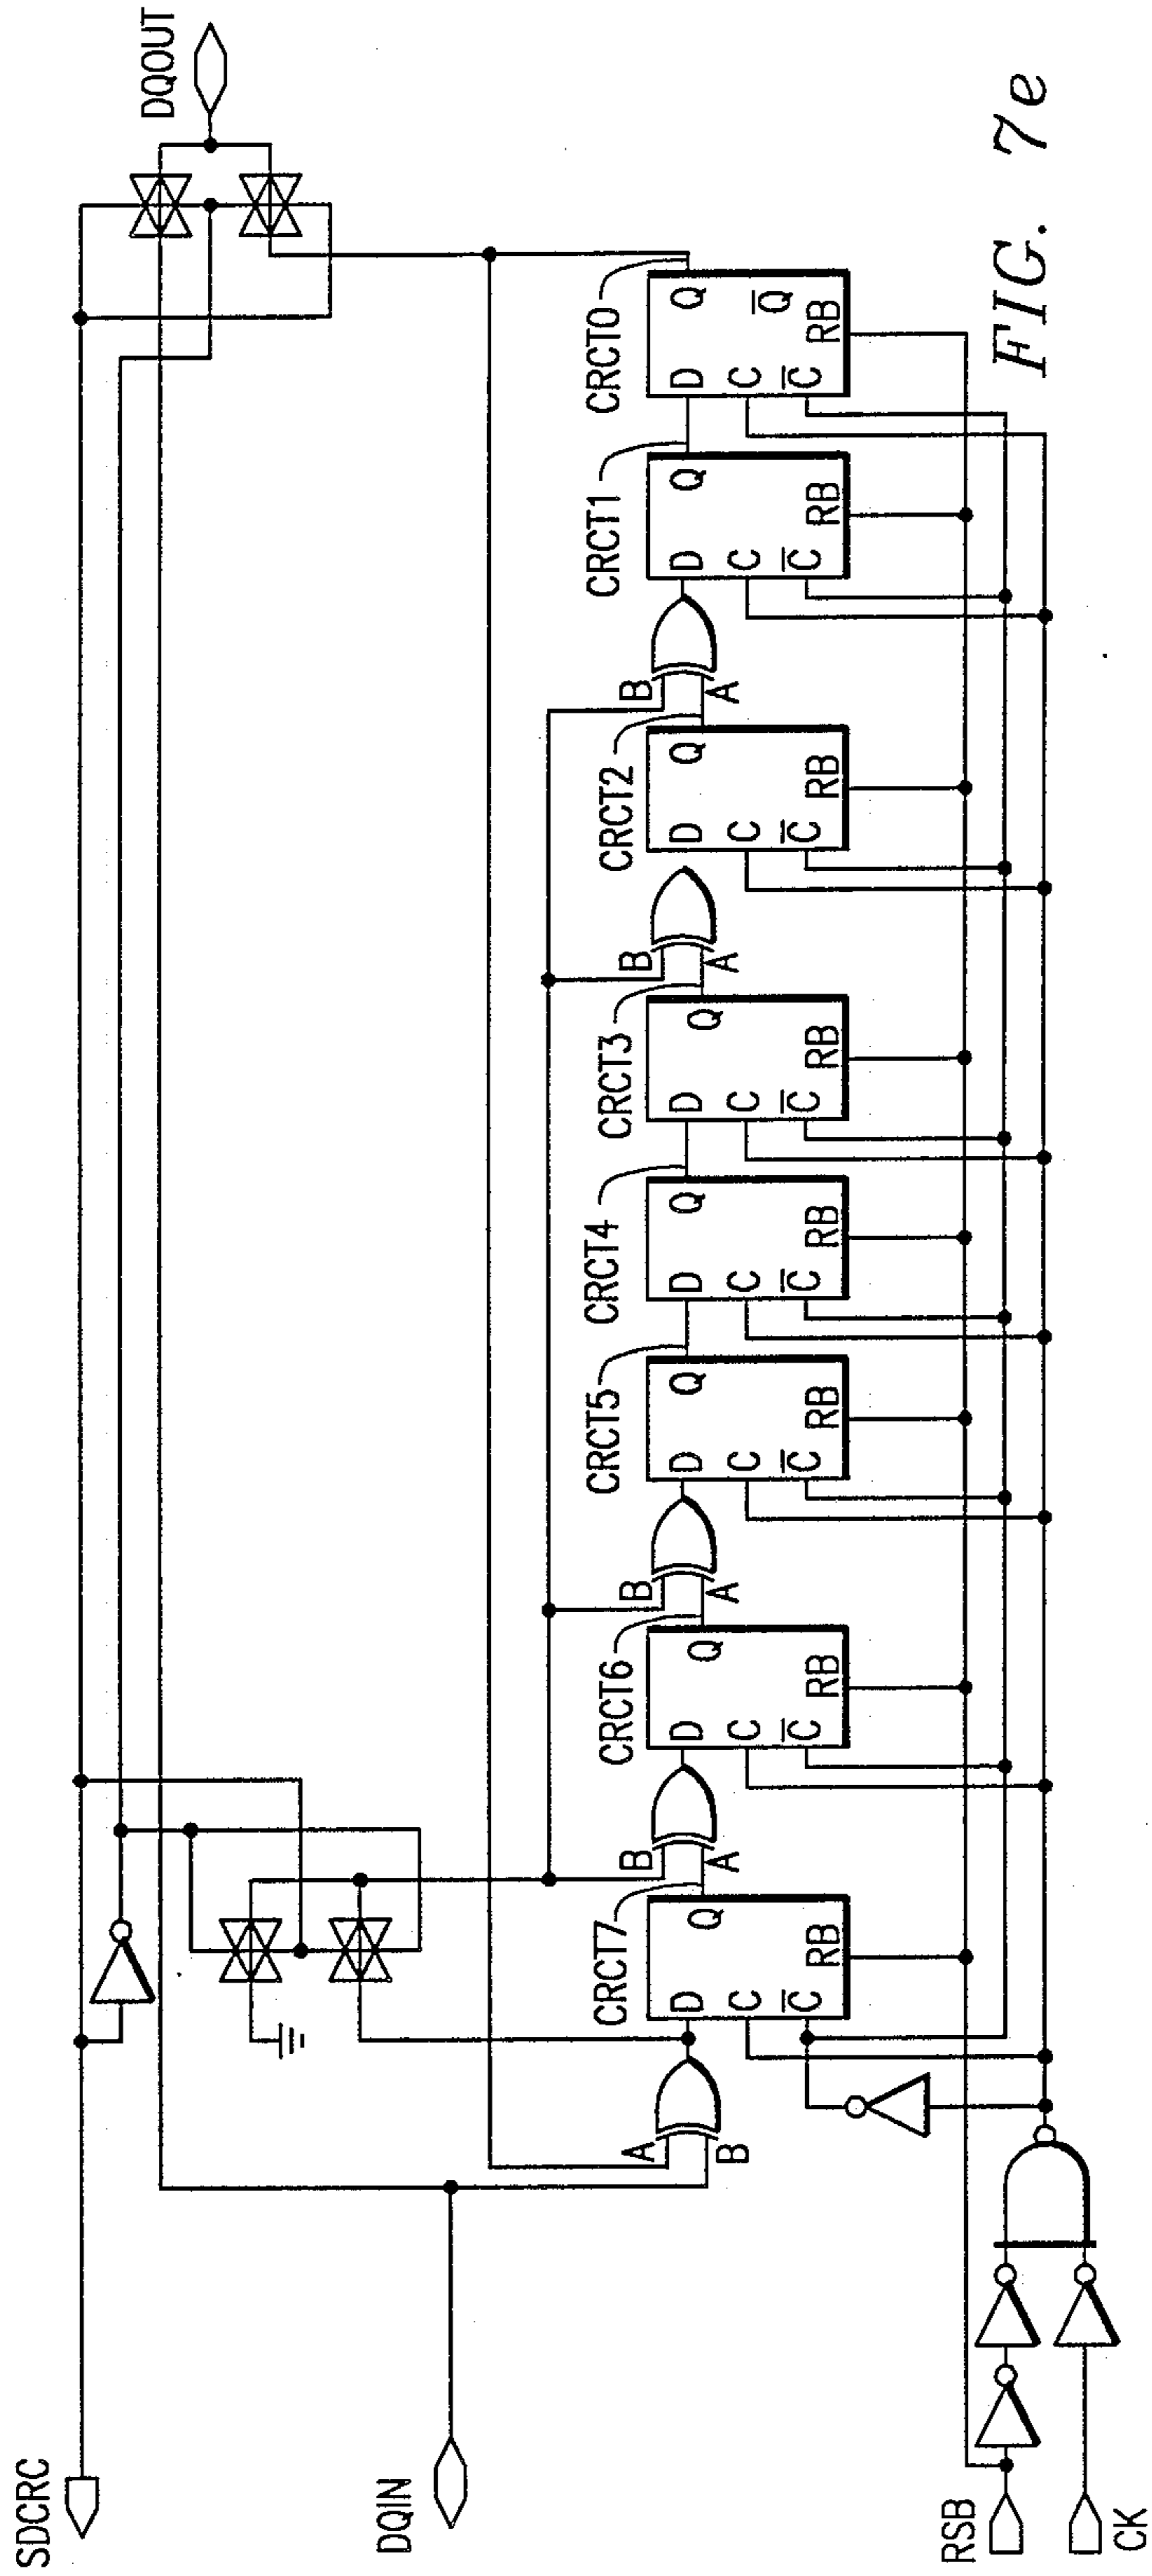 SDCRC
DQIN
RSB
CK
DQOUT
A
B
CRCT7
D
Q
C
C̅
RB
B
A
CRCT6
D
Q
C
C̅
RB
B
A
CRCT5
D
Q
C
C̅
RB
CRCT4
D
Q
C
C̅
RB
CRCT3
D
Q
C
C̅
RB
B
A
CRCT2
D
Q
C
C̅
RB
B
A
CRCT1
D
Q
C
C̅
RB
CRCT0
D
Q
C
Q̅
C̅
RB
FIG. 7e